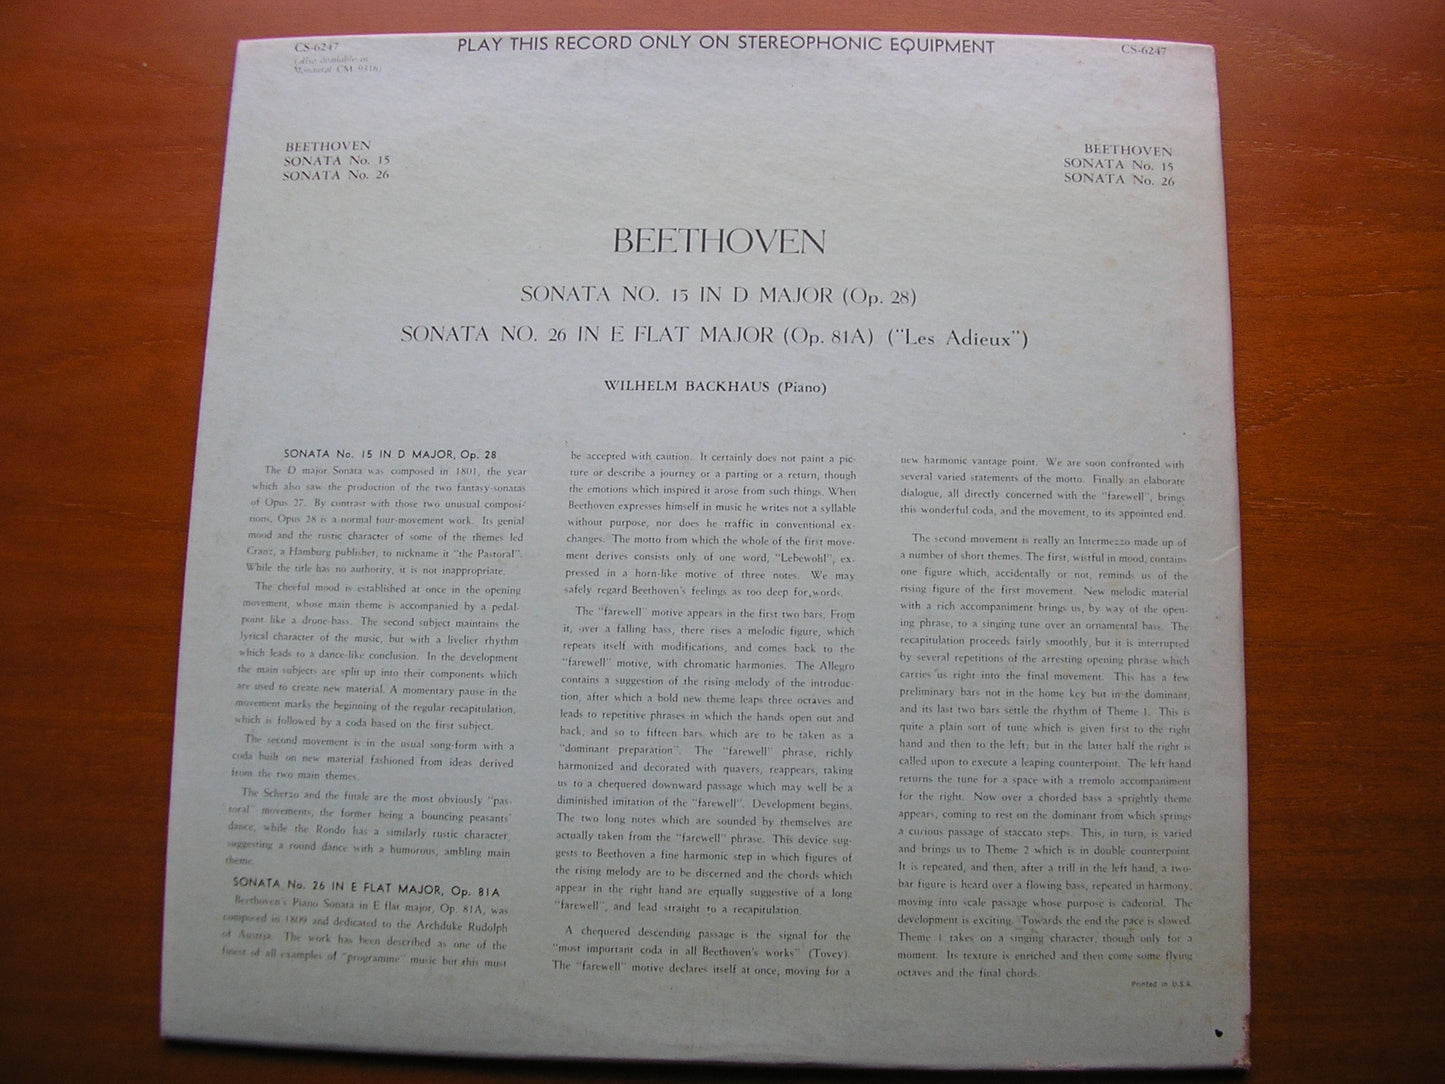 CS-6247
(also available in
Monaural CM 9316)
PLAY THIS RECORD ONLY ON STEREOPHONIC EQUIPMENT
CS-6247
BEETHOVEN
SONATA No. 15
SONATA No. 26
BEETHOVEN
SONATA No. 15
SONATA No. 26
BEETHOVEN
SONATA NO. 15 IN D MAJOR (Op. 28)
SONATA NO. 26 IN E FLAT MAJOR (Op. 81A) ("Les Adieux")
WILHELM BACKHAUS (Piano)
SONATA No. 15 IN D MAJOR, Op. 28
The D major Sonata was composed in 1801, the year
which also saw the production of the two fantasy-sonatas
of Opus 27. By contrast with those two unusual composi-
tions, Opus 28 is a normal four-movement work. Its genial
mood and the rustic character of some of the themes led
Cranz, a Hamburg publisher, to nickname it "the Pastoral".
While the title has no authority, it is not inappropriate.
The cheeful mood is established at once in the opening
movement, whose main theme is accompanied by a pedal-
point like a drone-bass. The second subject maintains the
lyrical character of the music, but with a livelier rhythm
which leads to a dance-like conclusion. In the development
the main subjects are split up into their components which
are used to create new material. A momentary pause in the
movement marks the beginning of the regular recapitulation,
which is followed by a coda based on the first subject.
The second movement is in the usual song-form with a
coda built on new material fashioned from ideas derived
from the two main themes.
The Scherzo and the finale are the most obviously "pas-
toral" movements, the former being a bouncing peasants'
dance, while the Rondo has a similarly rustic character,
suggesting a round dance with a humorous, ambling main
theme.
SONATA No. 26 IN E FLAT MAJOR, Op. 81A
Beethoven's Piano Sonata in E flat major, Op. 81A, was
composed in 1809 and dedicated to the Archduke Rudolph
of Austria. The work has been described as one of the
finest of all examples of "programme" music but this must
be accepted with caution. It certainly does not paint a pic-
ture or describe a journey or a parting or a return, though
the emotions which inspired it arose from such things. When
Beethoven expresses himself in music he writes not a syllable
without purpose, nor does he traffic in conventional ex-
changes. The motto from which the whole of the first move-
ment derives consists only of one word, "Lebewohl", ex-
pressed in a horn-like motive of three notes. We may
safely regard Beethoven's feelings as too deep for words.
The "farewell" motive appears in the first two bars. From
it, over a falling bass, there rises a melodic figure, which
repeats itself with modifications, and comes back to the
"farewell" motive, with chromatic harmonies. The Allegro
contains a suggestion of the rising melody of the introduc-
tion, after which a bold new theme leaps three octaves and
leads to repetitive phrases in which the hands open out and
back, and so to fifteen bars which are to be taken as a
"dominant preparation". The "farewell" phrase, richly
harmonized and decorated with quavers, reappears, taking
us to a chequered downward passage which may well be a
diminished imitation of the "farewell". Development begins.
The two long notes which are sounded by themselves are
actually taken from the "farewell" phrase. This device sug-
gests to Beethoven a fine harmonic step in which figures of
the rising melody are to be discerned and the chords which
appear in the right hand are equally suggestive of a long
"farewell", and lead straight to a recapitulation.
A chequered descending passage is the signal for the
"most important coda in all Beethoven's works" (Tovey).
The "farewell" motive declares itself at once, moving for a
new harmonic vantage point. We are soon confronted with
several varied statements of the motto. Finally an elaborate
dialogue, all directly concerned with the "farewell", brings
this wonderful coda, and the movement, to its appointed end.
The second movement is really an Intermezzo made up of
a number of short themes. The first, wistful in mood, contains
one figure which, accidentally or not, reminds us of the
rising figure of the first movement. New melodic material
with a rich accompaniment brings us, by way of the open-
ing phrase, to a singing tune over an ornamental bass. The
recapitulation proceeds fairly smoothly, but it is interrupted
by several repetitions of the arresting opening phrase which
carries us right into the final movement. This has a few
preliminary bars not in the home key but in the dominant,
and its last two bars settle the rhythm of Theme 1. This is
quite a plain sort of tune which is given first to the right
hand and then to the left; but in the latter half the right is
called upon to execute a leaping counterpoint. The left hand
returns the tune for a space with a tremolo accompaniment
for the right. Now over a chorded bass a sprightly theme
appears, coming to rest on the dominant from which springs
a curious passage of staccato steps. This, in turn, is varied
and brings us to Theme 2 which is in double counterpoint.
It is repeated, and then, after a trill in the left hand, a two-
bar figure is heard over a flowing bass, repeated in harmony,
moving into scale passage whose purpose is cadential. The
development is exciting. Towards the end the pace is slowed.
Theme 1 takes on a singing character, though only for a
moment. Its texture is enriched and then come some flying
octaves and the final chords.
Printed in U.S.A.